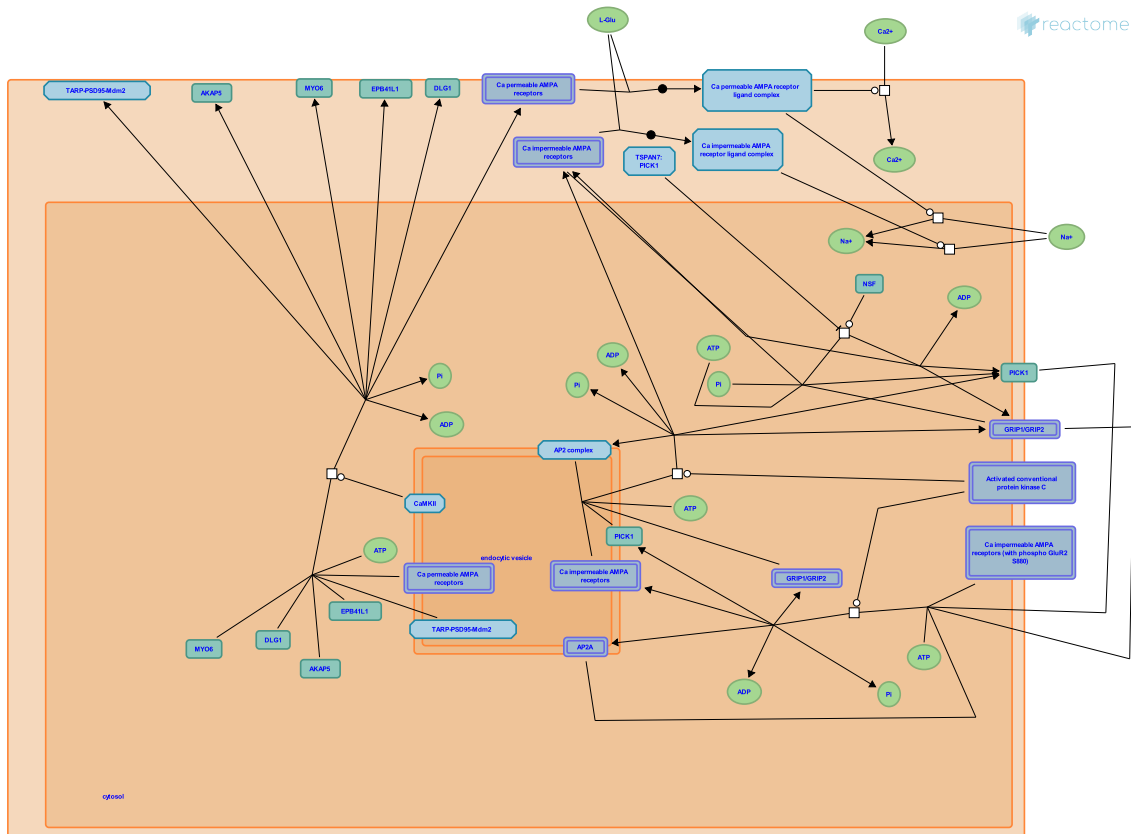 L-Glu
reactome
Ca2+
TARP-PSD95-Mdm2
AKAP5
MYO6
EPB41L1
DLG1
Ca permeable AMPA
receptors
Ca permeable AMPA receptor
ligand complex
Ca impermeable AMPA
receptors
TSPAN7:
PICK1
Ca impermeable AMPA
receptor ligand complex
Ca2+
Na+
Na+
NSF
ADP
ATP
ADP
Pi
Pi
Pi
PICK1
ADP
GRIP1/GRIP2
AP2 complex
Activated conventional
protein kinase C
CaMKII
ATP
PICK1
Ca impermeable AMPA
receptors (with phospho GluR2
S880)
ATP
endocytic vesicle
Ca permeable AMPA
receptors
Ca impermeable AMPA
receptors
GRIP1/GRIP2
EPB41L1
TARP-PSD95-Mdm2
DLG1
MYO6
AKAP5
AP2A
ATP
ADP
Pi
cytosol